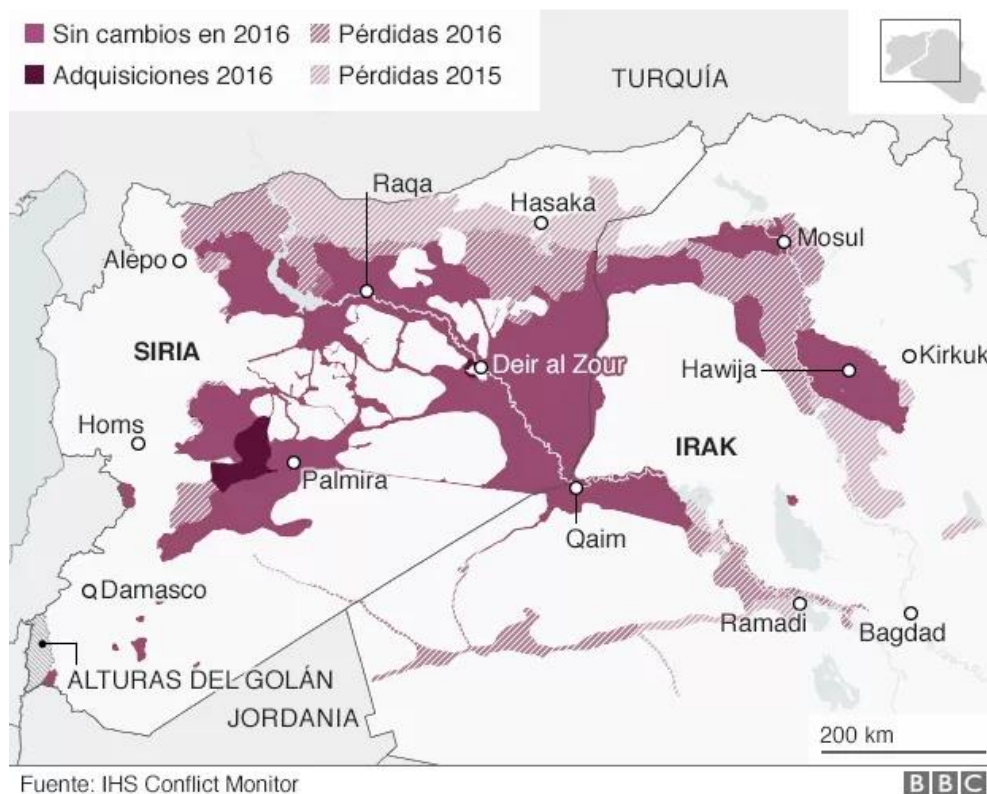 Sin cambios en 2016
Pérdidas 2016
Adquisiciones 2016
Pérdidas 2015
TURQUÍA
Raqa
Hasaka
Mosul
Alepo
SIRIA
Deir al Zour
Hawija
Kirkuk
Homs
IRAK
Palmira
Qaim
Damasco
Ramadi
Bagdad
ALTURAS DEL GOLÁN
JORDANIA
200 km
Fuente: IHS Conflict Monitor
BBC